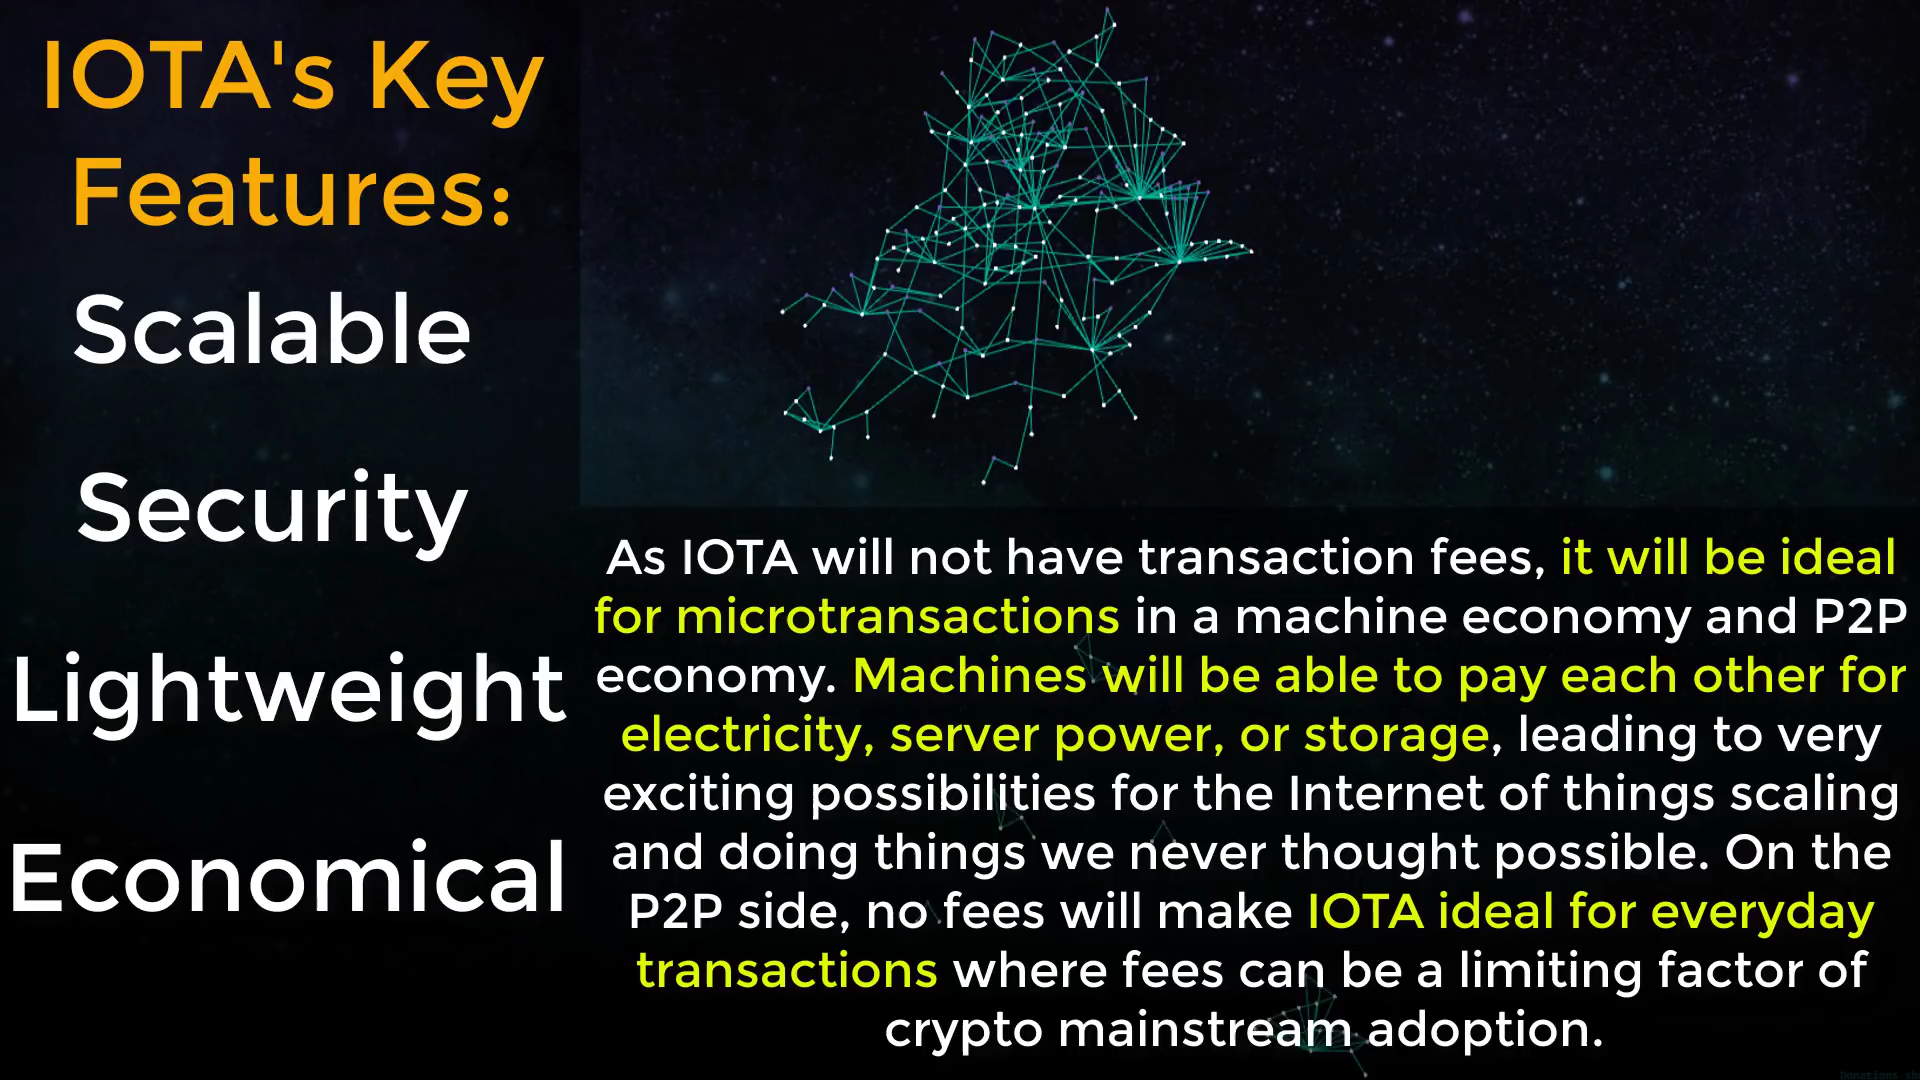 IOTA's Key
Features:
Scalable
Security
Lightweight
Economical
As IOTA will not have transaction fees, it will be ideal
for microtransactions in a machine economy and P2P
economy. Machines will be able to pay each other for
electricity, server power, or storage, leading to very
exciting possibilities for the Internet of things scaling
and doing things we never thought possible. On the
P2P side, no fees will make IOTA ideal for everyday
transactions where fees can be a limiting factor of
crypto mainstream adoption.
Donations